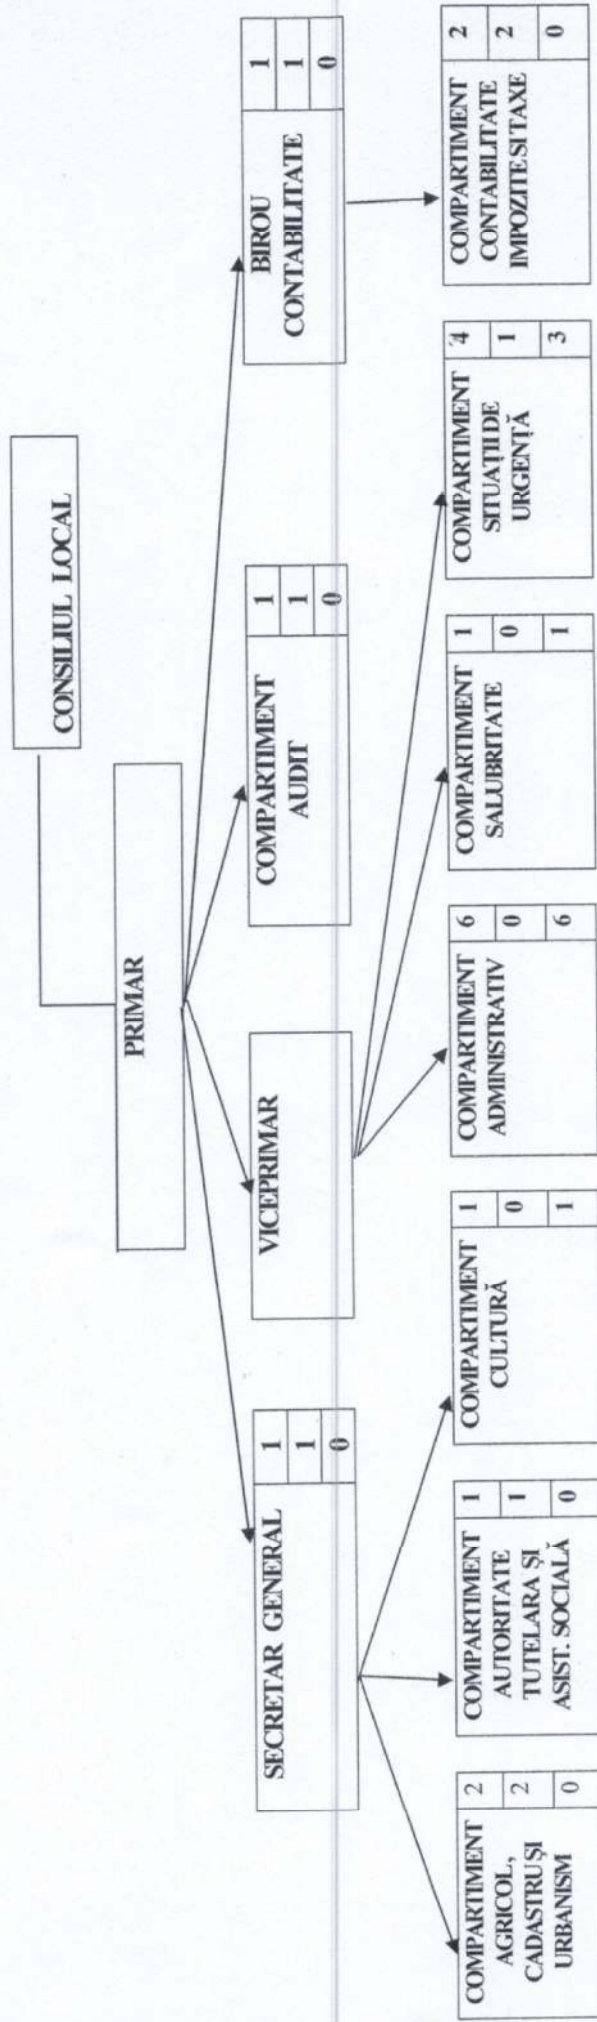 CONSILIUL LOCAL
PRIMAR
SECRETAR GENERAL
1
1
0
VICEPRIMAR
COMPARTIMENT
AUDIT
1
1
0
BIROU
CONTABILITATE
1
1
0
COMPARTIMENT
AGRICOL,
CADASTRU ȘI
URBANISM
2
2
0
COMPARTIMENT
AUTORITATE
TUTELARA ȘI
ASIST. SOCIALĂ
1
1
0
COMPARTIMENT
CULTURĂ
1
0
1
COMPARTIMENT
ADMINISTRATIV
6
0
6
COMPARTIMENT
SALUBRITATE
1
0
1
COMPARTIMENT
SITUAȚII DE
URGENȚĂ
4
1
3
COMPARTIMENT
CONTABILITATE
IMPOZITE SI TAXE
2
2
0